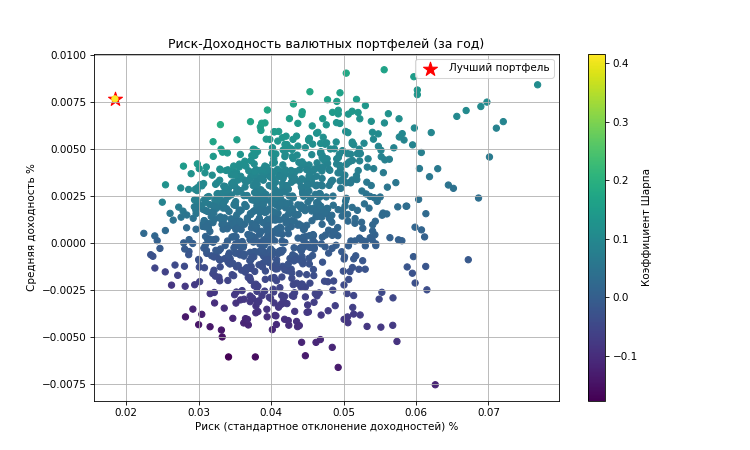 Риск-Доходность валютных портфелей (за год)
Лучший портфель
Средняя доходность %
0.0100
0.0075
0.0050
0.0025
0.0000
−0.0025
−0.0050
−0.0075
0.02 0.03 0.04 0.05 0.06 0.07
Риск (стандартное отклонение доходностей) %
0.4
0.3
0.2
0.1
0.0
−0.1
Коэффициент Шарпа